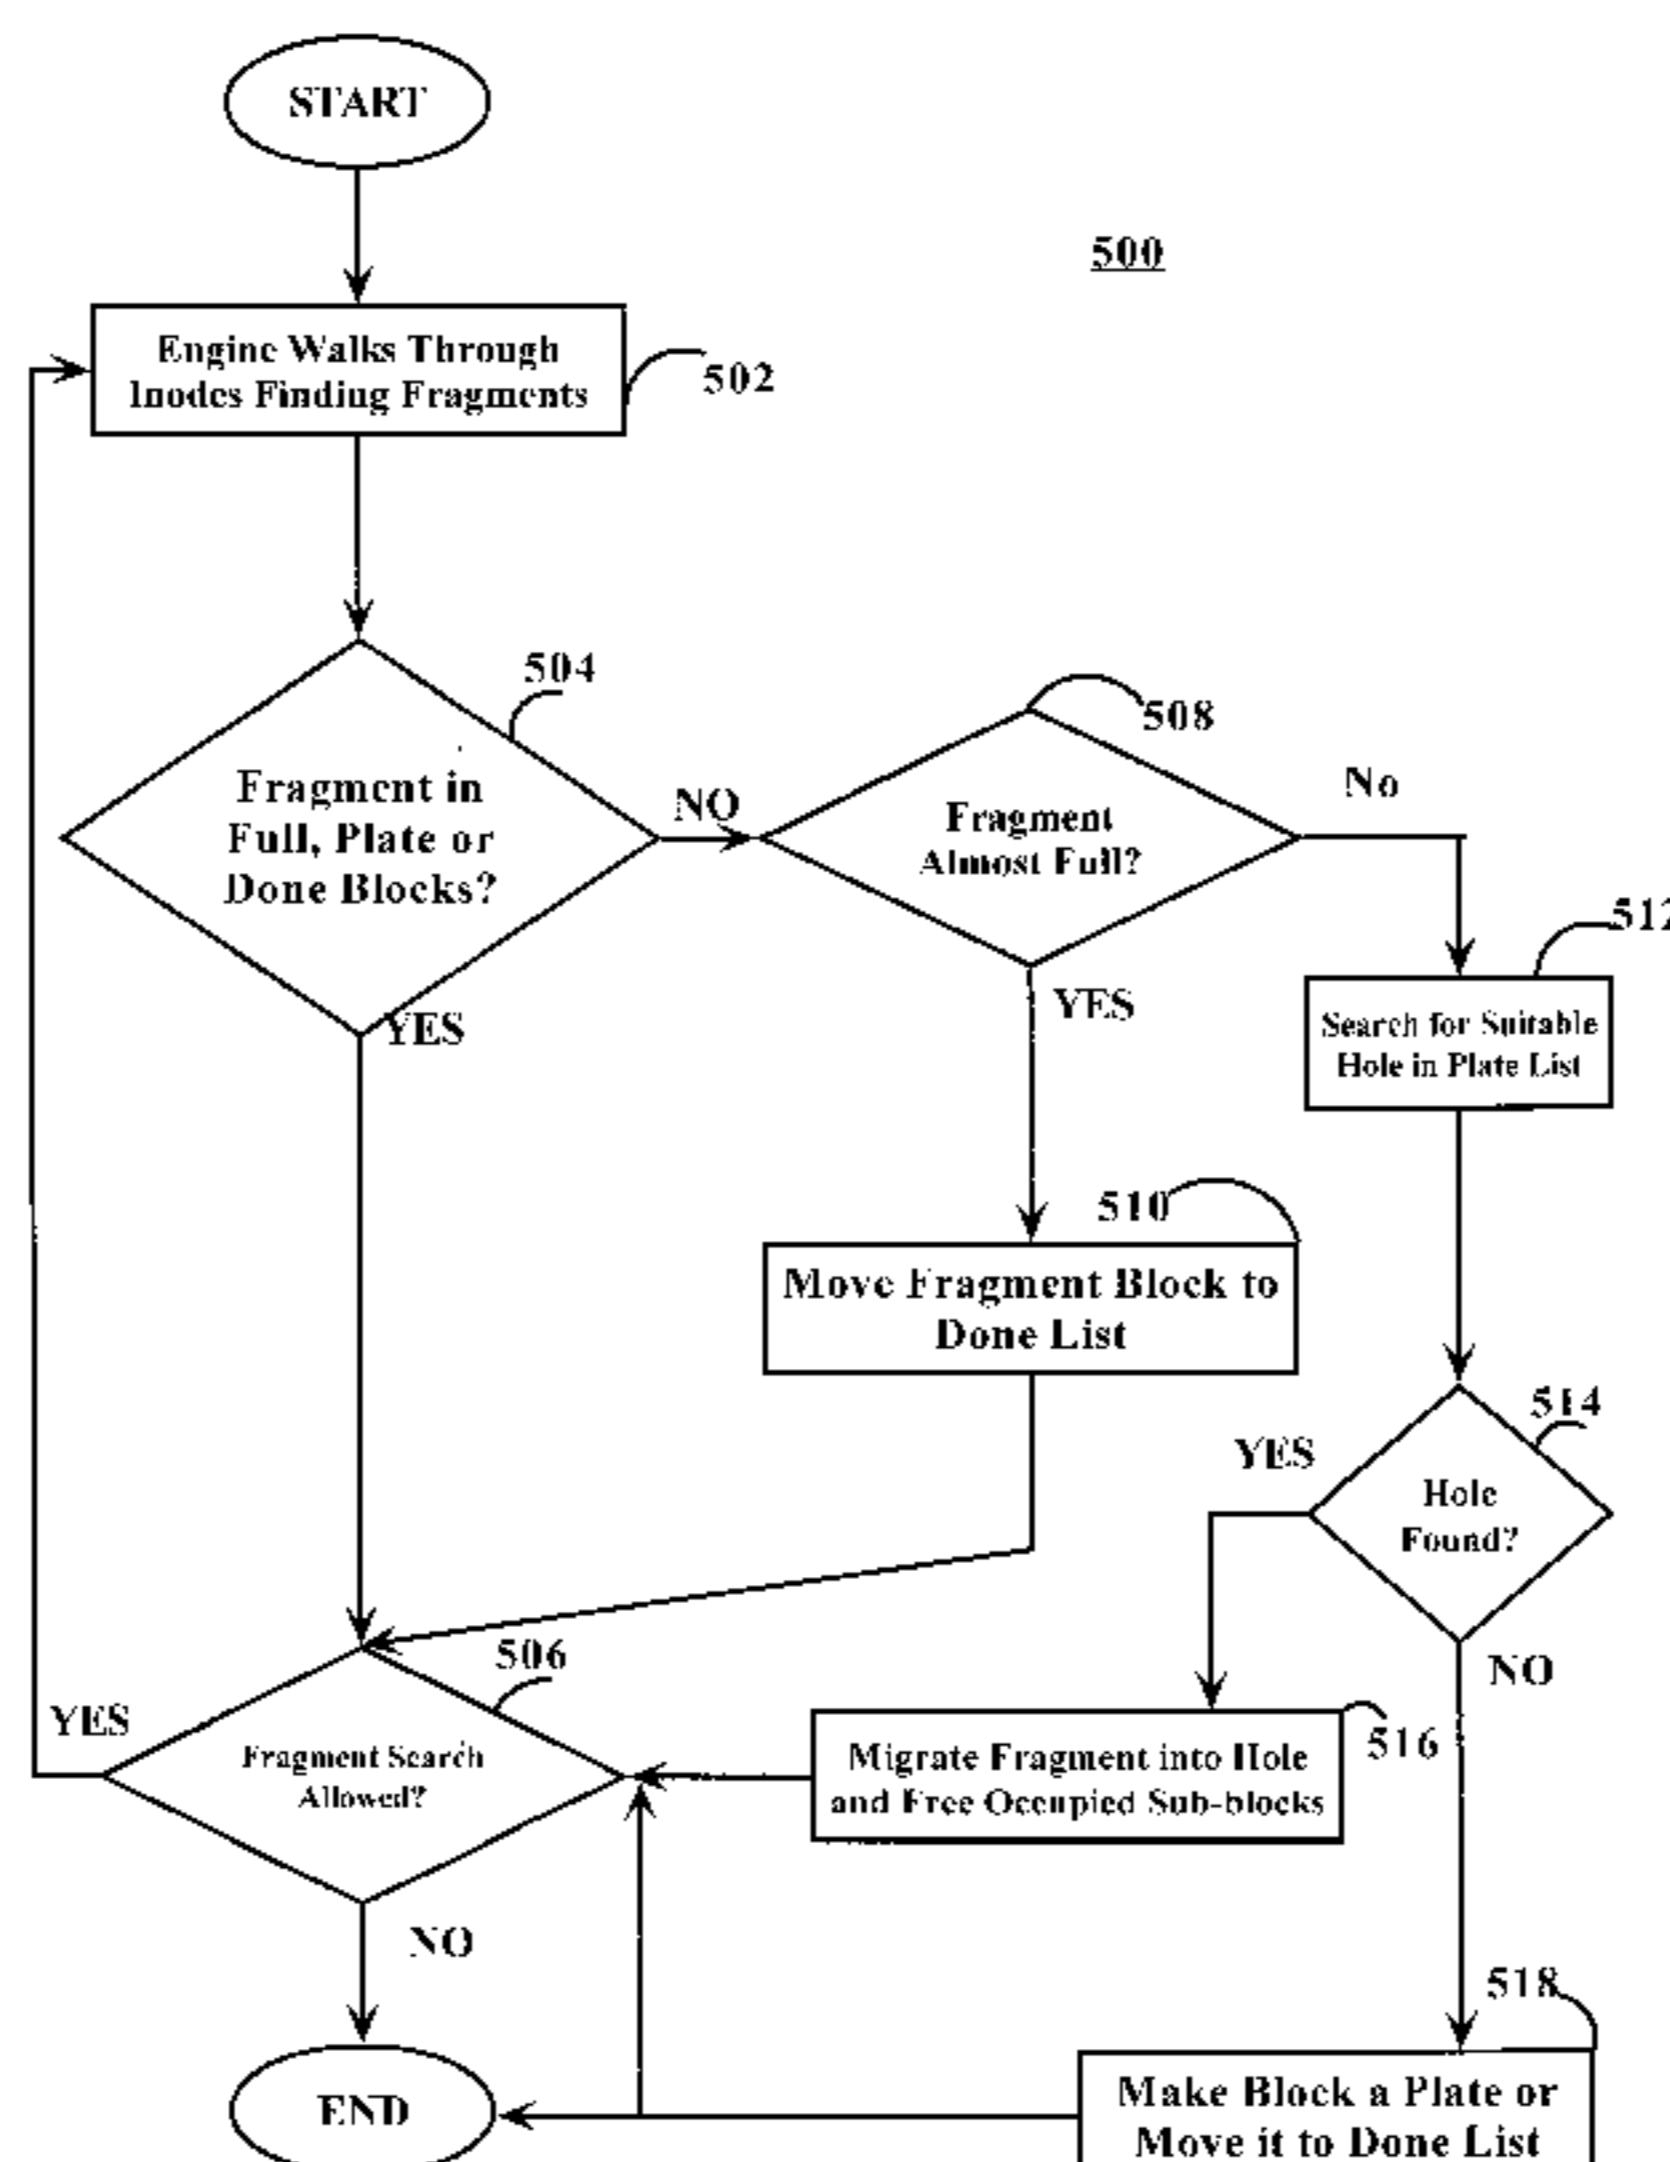 START
500
Engine Walks Through
Inodes Finding Fragments
502
504
508
Fragment in
Full, Plate or
Done Blocks?
NO
Fragment
Almost Full?
No
512
YES
YES
Search for Suitable
Hole in Plate List
510
Move Fragment Block to
Done List
514
YES
Hole
Found?
506
NO
YES
Fragment Search
Allowed?
516
Migrate Fragment into Hole
and Free Occupied Sub-blocks
NO
518
END
Make Block a Plate or
Move it to Done List